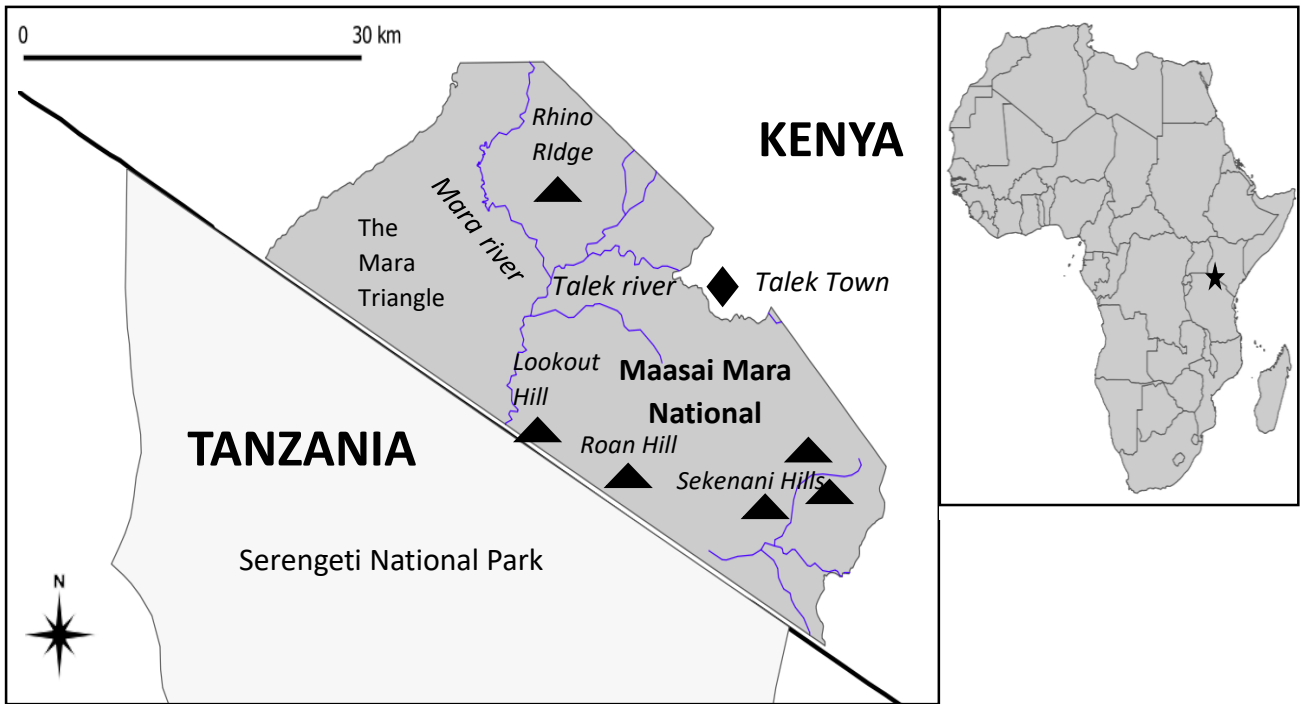 0 30 km
Rhino
RIdge
KENYA
Mara river
The
Mara
Triangle
Talek river
Talek Town
Lookout
Hill
Maasai Mara
National
Roan Hill
Sekenani Hills
TANZANIA
Serengeti National Park
N